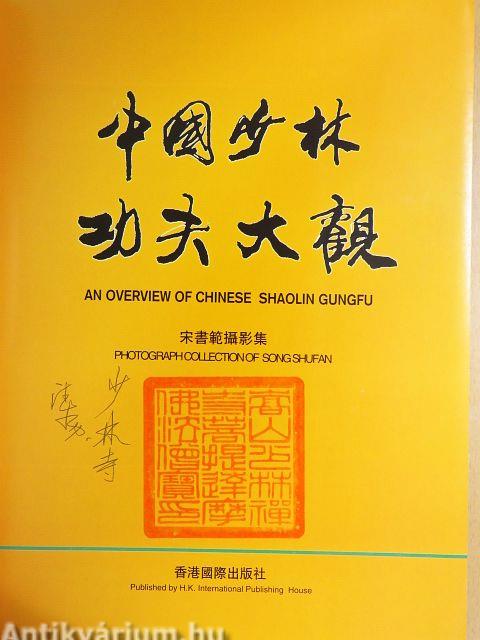 中國少林
功夫大觀
AN OVERVIEW OF CHINESE SHAOLIN GUNGFU
宋書範攝影集
PHOTOGRAPH COLLECTION OF SONG SHUFAN
少林寺
香港國際出版社
Published by H.K. International Publishing House
Antikvárium.hu